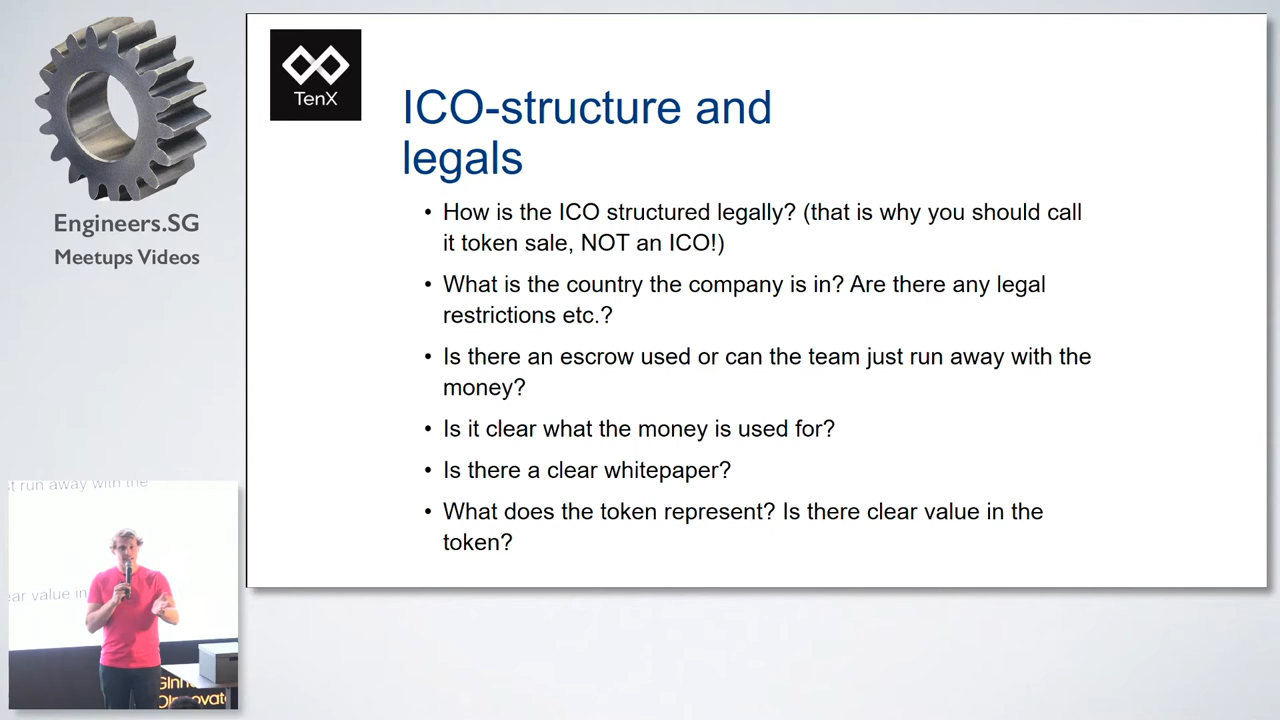 TenX
ICO-structure and
legals
• How is the ICO structured legally? (that is why you should call
it token sale, NOT an ICO!)
• What is the country the company is in? Are there any legal
restrictions etc.?
• Is there an escrow used or can the team just run away with the
money?
• Is it clear what the money is used for?
• Is there a clear whitepaper?
• What does the token represent? Is there clear value in the
token?
Engineers.SG
Meetups Videos
run away with the
value in